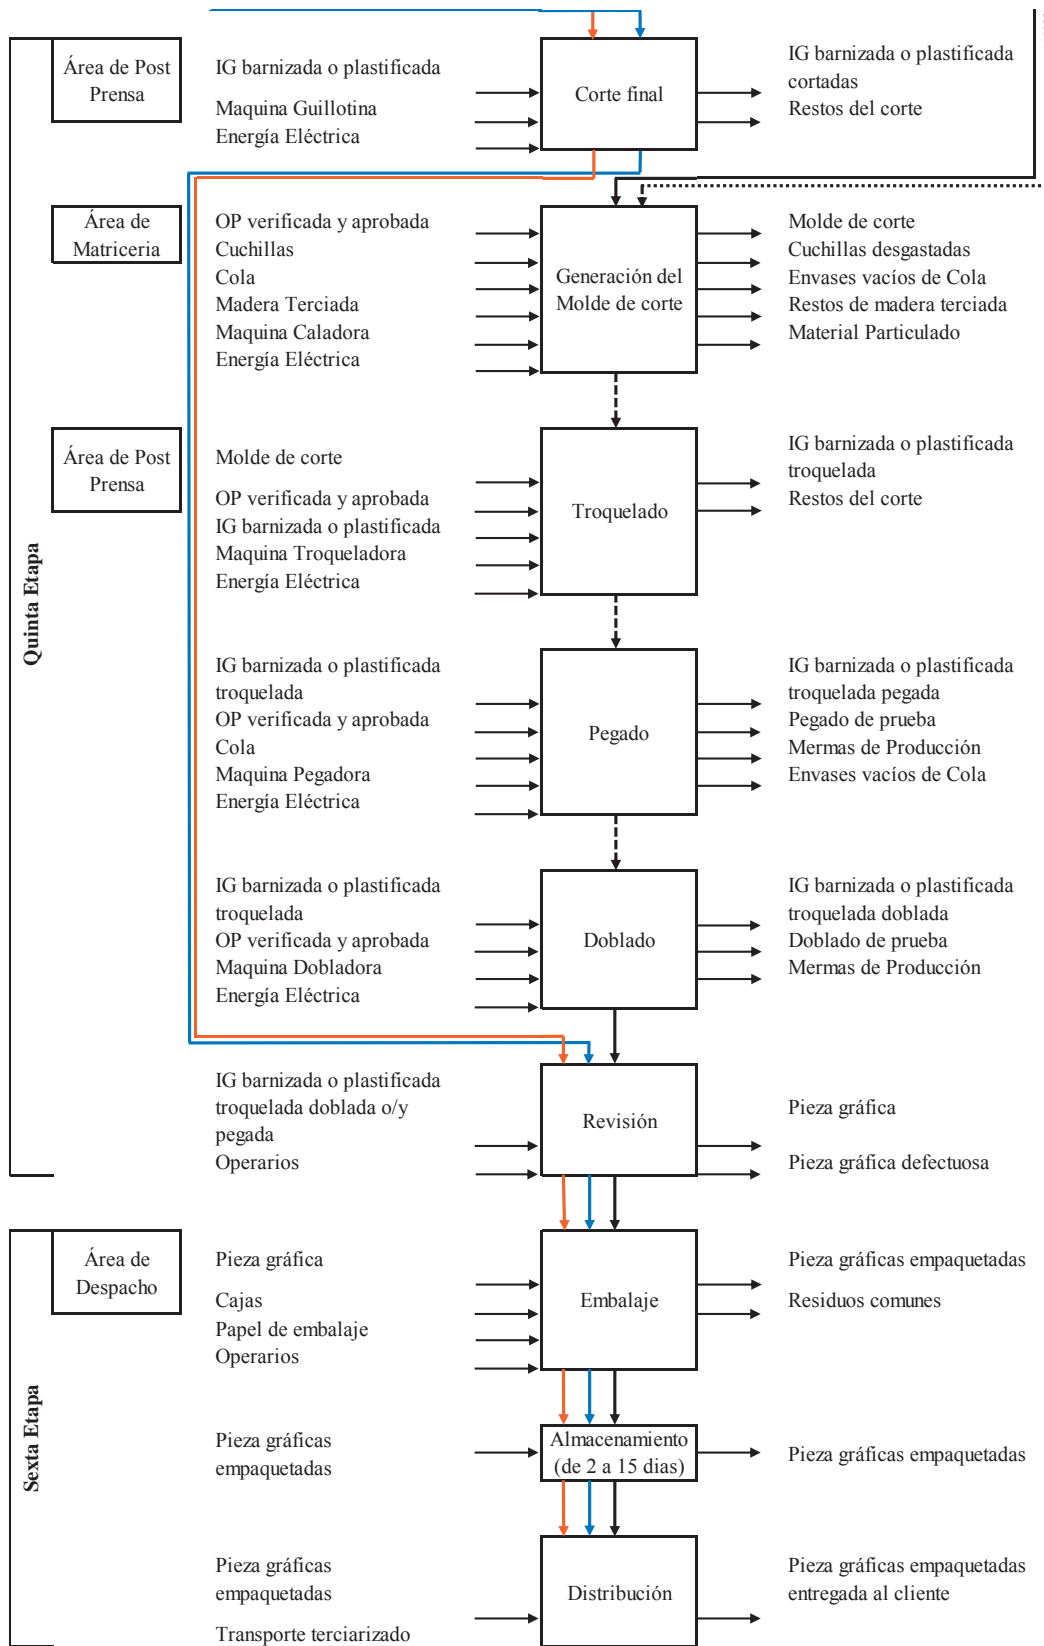 Quinta Etapa
Área de Post
Prensa
IG barnizada o plastificada
Maquina Guillotina
Energía Eléctrica
Corte final
IG barnizada o plastificada
cortadas
Restos del corte
Área de
Matriceria
OP verificada y aprobada
Cuchillas
Cola
Madera Terciada
Maquina Caladora
Energía Eléctrica
Generación del
Molde de corte
Molde de corte
Cuchillas desgastadas
Envases vacíos de Cola
Restos de madera terciada
Material Particulado
Área de Post
Prensa
Molde de corte
OP verificada y aprobada
IG barnizada o plastificada
Maquina Troqueladora
Energía Eléctrica
Troquelado
IG barnizada o plastificada
troquelada
Restos del corte
IG barnizada o plastificada
troquelada
OP verificada y aprobada
Cola
Maquina Pegadora
Energía Eléctrica
Pegado
IG barnizada o plastificada
troquelada pegada
Pegado de prueba
Mermas de Producción
Envases vacíos de Cola
IG barnizada o plastificada
troquelada
OP verificada y aprobada
Maquina Dobladora
Energía Eléctrica
Doblado
IG barnizada o plastificada
troquelada doblada
Doblado de prueba
Mermas de Producción
IG barnizada o plastificada
troquelada doblada o/y
pegada
Operarios
Revisión
Pieza gráfica
Pieza gráfica defectuosa
Sexta Etapa
Área de
Despacho
Pieza gráfica
Cajas
Papel de embalaje
Operarios
Embalaje
Pieza gráficas empaquetadas
Residuos comunes
Pieza gráficas
empaquetadas
Almacenamiento
(de 2 a 15 dias)
Pieza gráficas empaquetadas
Pieza gráficas
empaquetadas
Transporte terciarizado
Distribución
Pieza gráficas empaquetadas
entregada al cliente